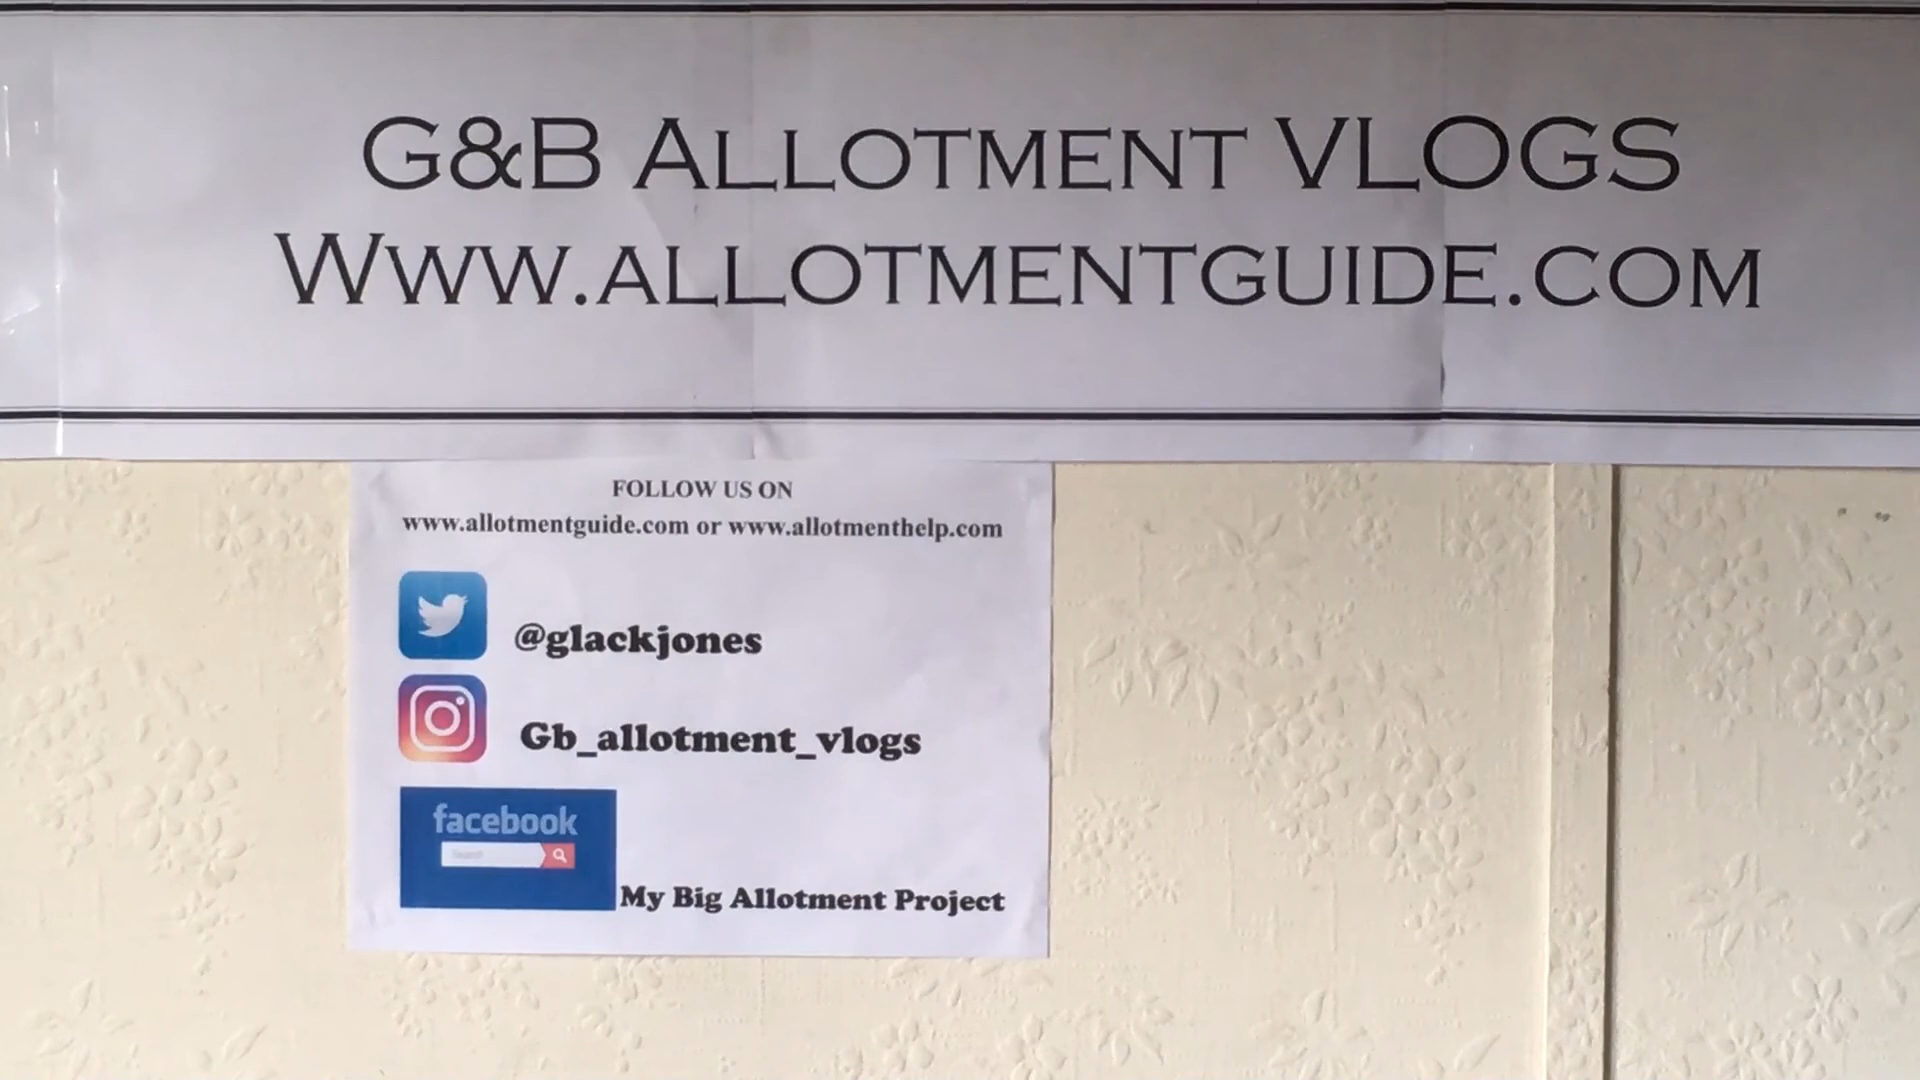 G&B ALLOTMENT VLOGS
WWW.ALLOTMENTGUIDE.COM
FOLLOW US ON
www.allotmentguide.com or www.allotmenthelp.com
@glackjones
Gb_allotment_vlogs
facebook
My Big Allotment Project